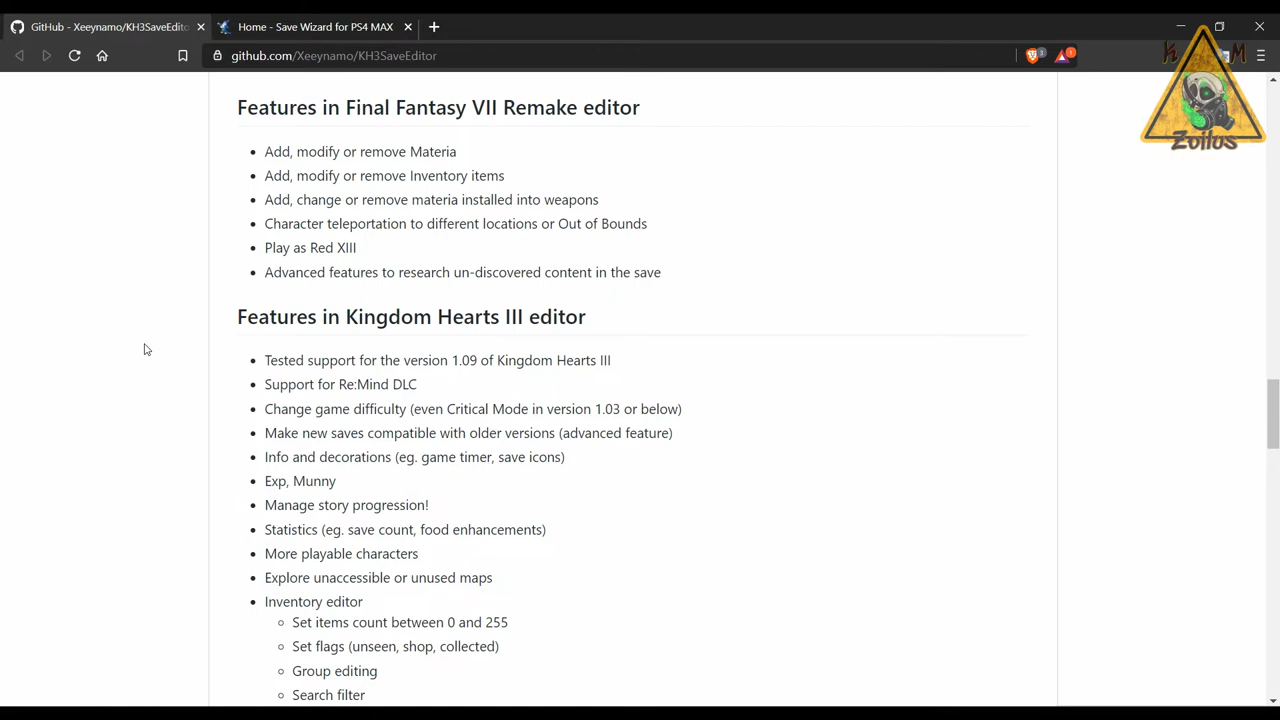 GitHub - Xeeynamo/KH3SaveEdito
Home - Save Wizard for PS4 MAX
github.com/Xeeynamo/KH3SaveEditor
3
1
Zoilus
Features in Final Fantasy VII Remake editor
Add, modify or remove Materia
Add, modify or remove Inventory items
Add, change or remove materia installed into weapons
Character teleportation to different locations or Out of Bounds
Play as Red XIII
Advanced features to research un-discovered content in the save
Features in Kingdom Hearts III editor
Tested support for the version 1.09 of Kingdom Hearts III
Support for Re:Mind DLC
Change game difficulty (even Critical Mode in version 1.03 or below)
Make new saves compatible with older versions (advanced feature)
Info and decorations (eg. game timer, save icons)
Exp, Munny
Manage story progression!
Statistics (eg. save count, food enhancements)
More playable characters
Explore unaccessible or unused maps
Inventory editor
Set items count between 0 and 255
Set flags (unseen, shop, collected)
Group editing
Search filter